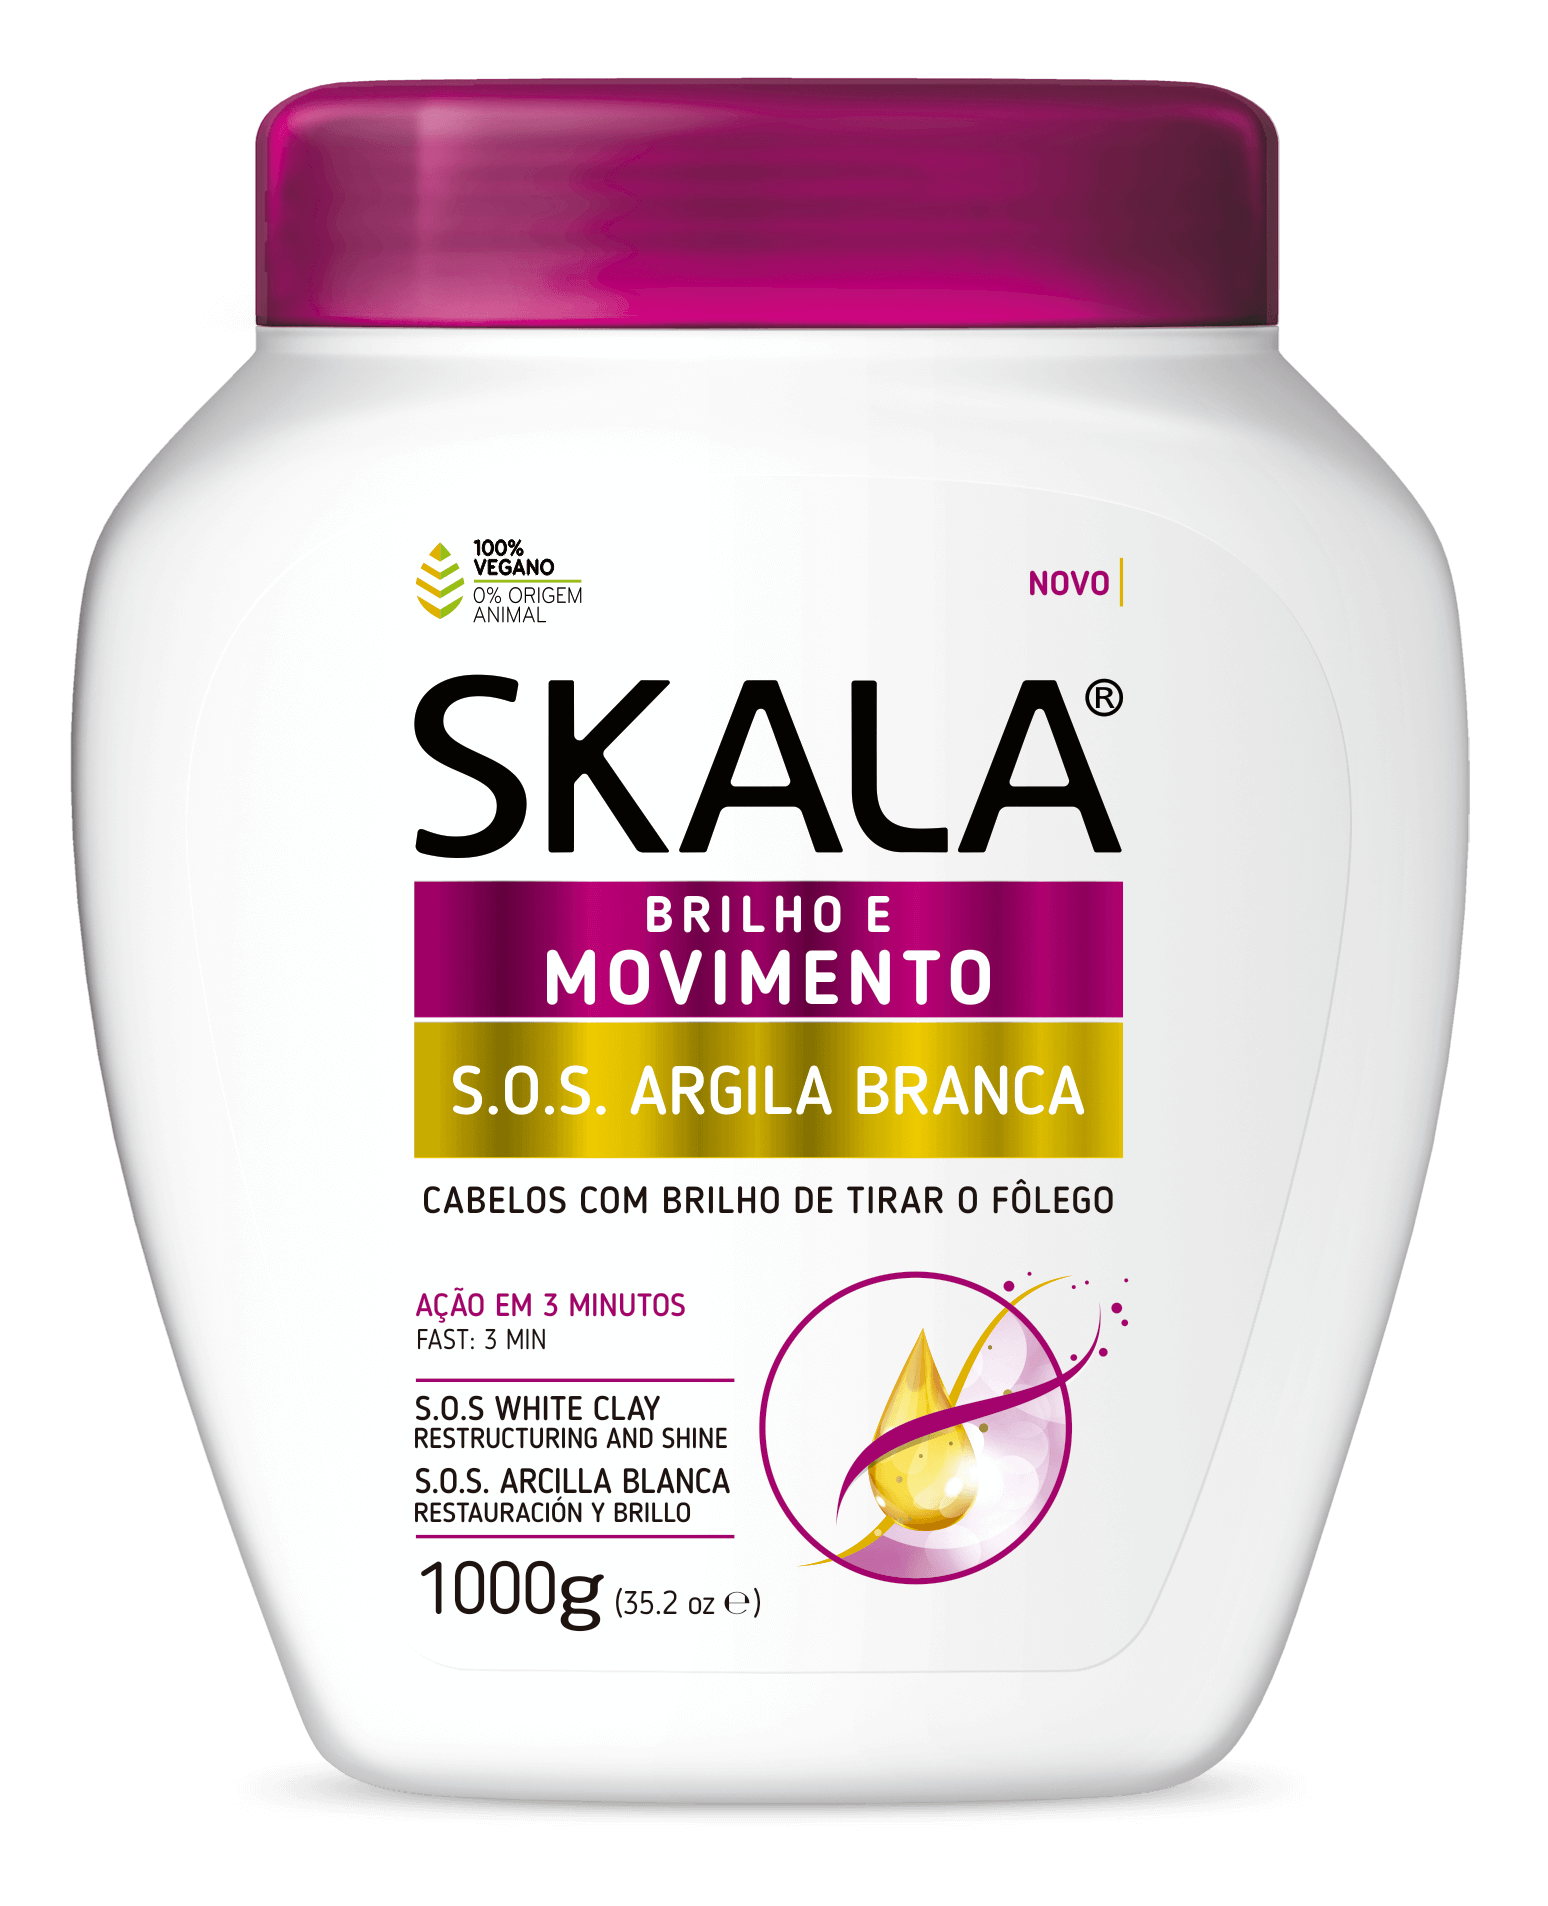 100%
VEGANO
0% ORIGEM
ANIMAL
NOVO
SKALA®
BRILHO E
MOVIMENTO
S.O.S. ARGILA BRANCA
CABELOS COM BRILHO DE TIRAR O FÔLEGO
AÇÃO EM 3 MINUTOS
FAST: 3 MIN
S.O.S WHITE CLAY
RESTRUCTURING AND SHINE
S.O.S. ARCILLA BLANCA
RESTAURACIÓN Y BRILLO
1000g (35.2 oz ℮)